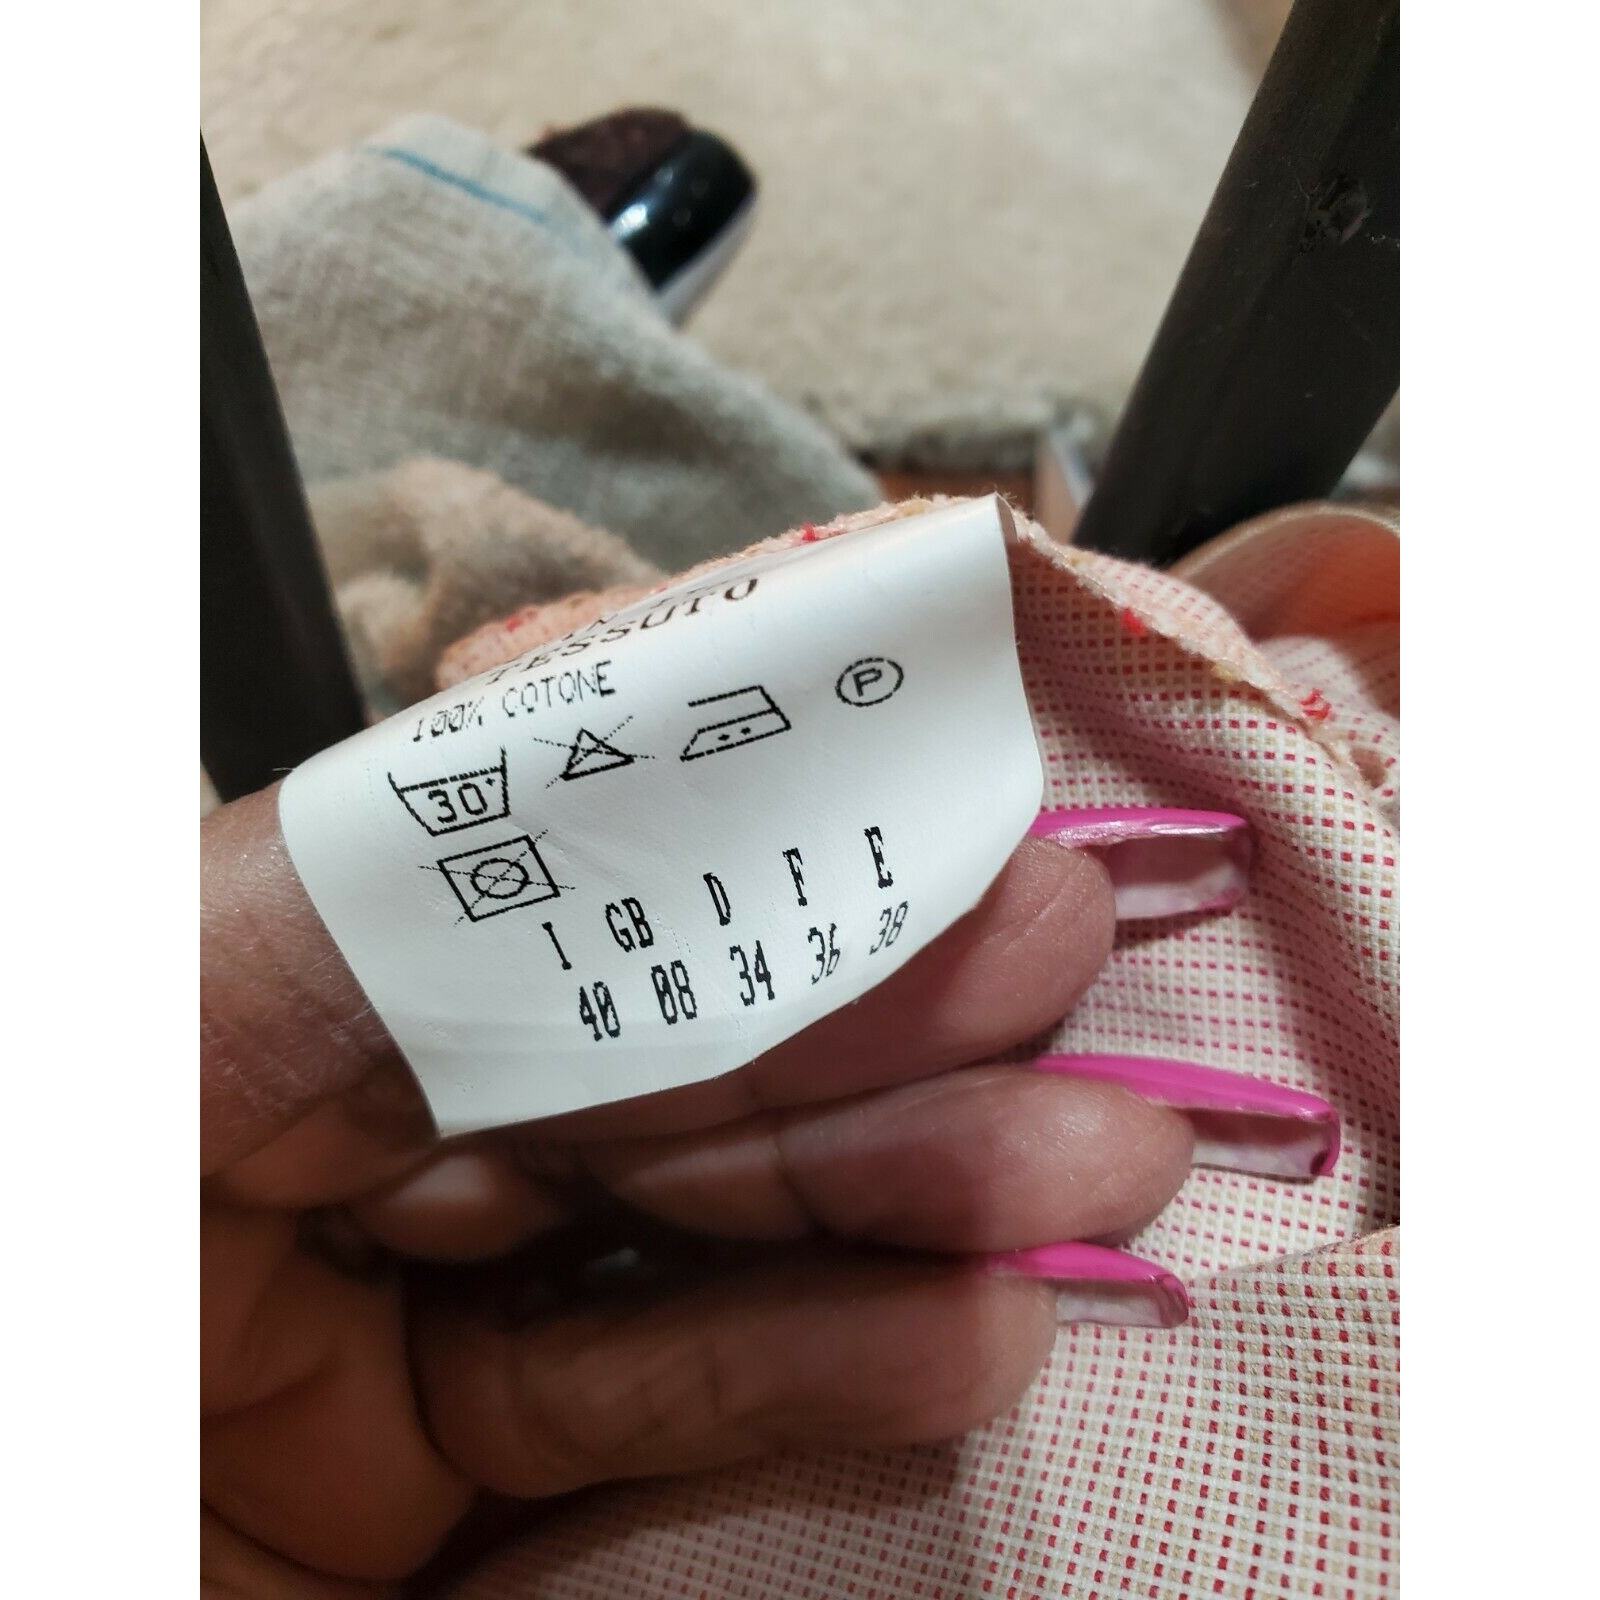 TESSUTO
100% COTONE
P
30°
I GB D F E
40 08 34 36 38